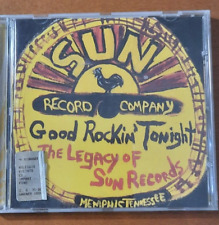 SUN
RECORD COMPANY
Good Rockin' Tonight
The Legacy of
Sun Records
MEMPHIS TENNESSEE